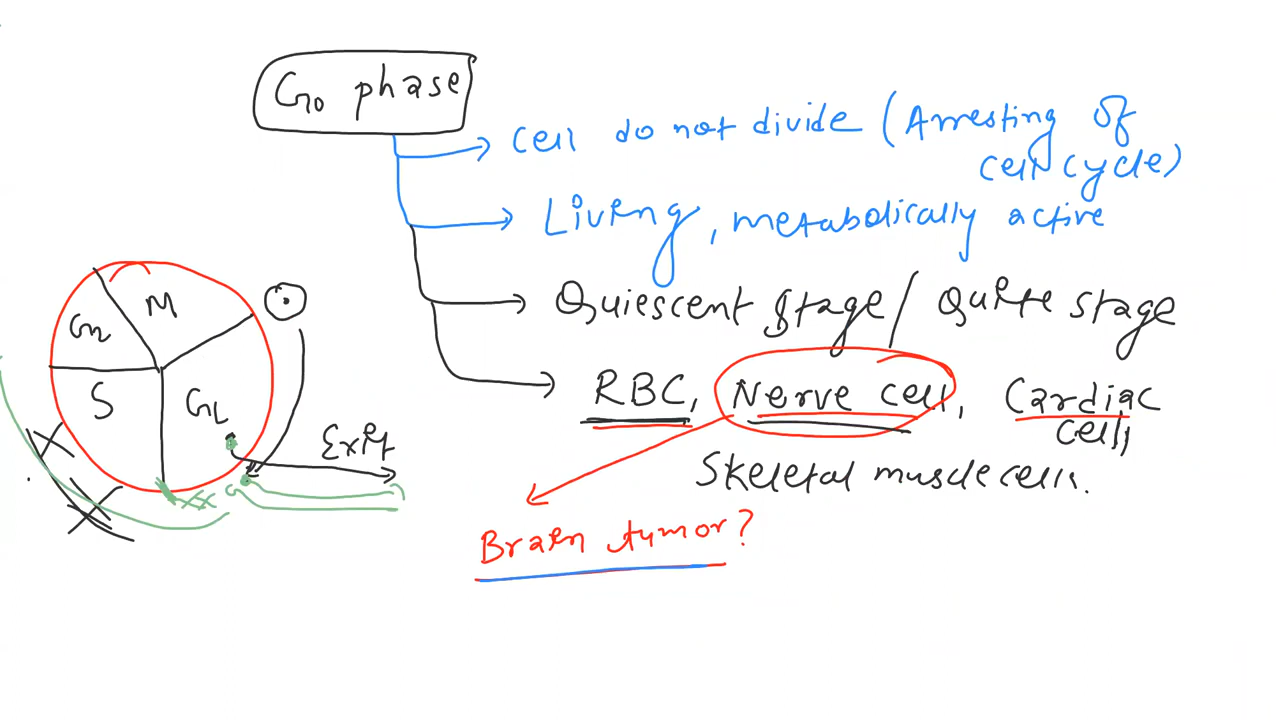 G0 phase
cell do not divide (Arresting of
cell cycle)
Living, metabolically active
Quiescent stage/ Quite stage
RBC, Nerve cell, Cardiac
cells,
Skeletal muscle cells.
Brain tumor?
M
G2
S
G1
Exit